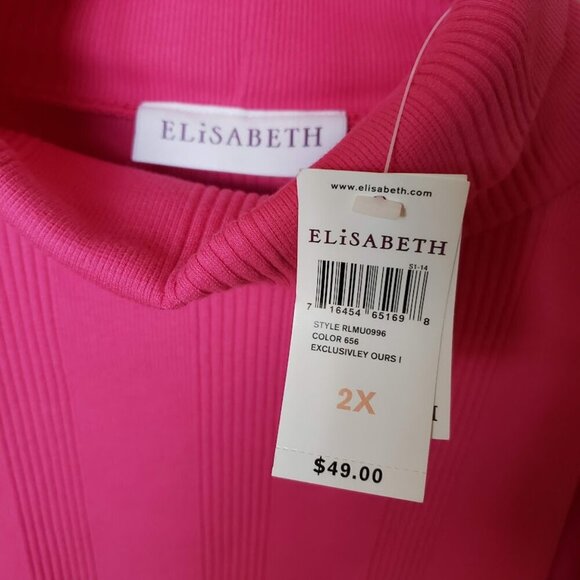 ELiSABETH
www.elisabeth.com
ELiSABETH
S1-14
7 16454 65169 8
STYLE RLMU0996
COLOR 656
EXCLUSIVLEY OURS I
2X
H
$49.00